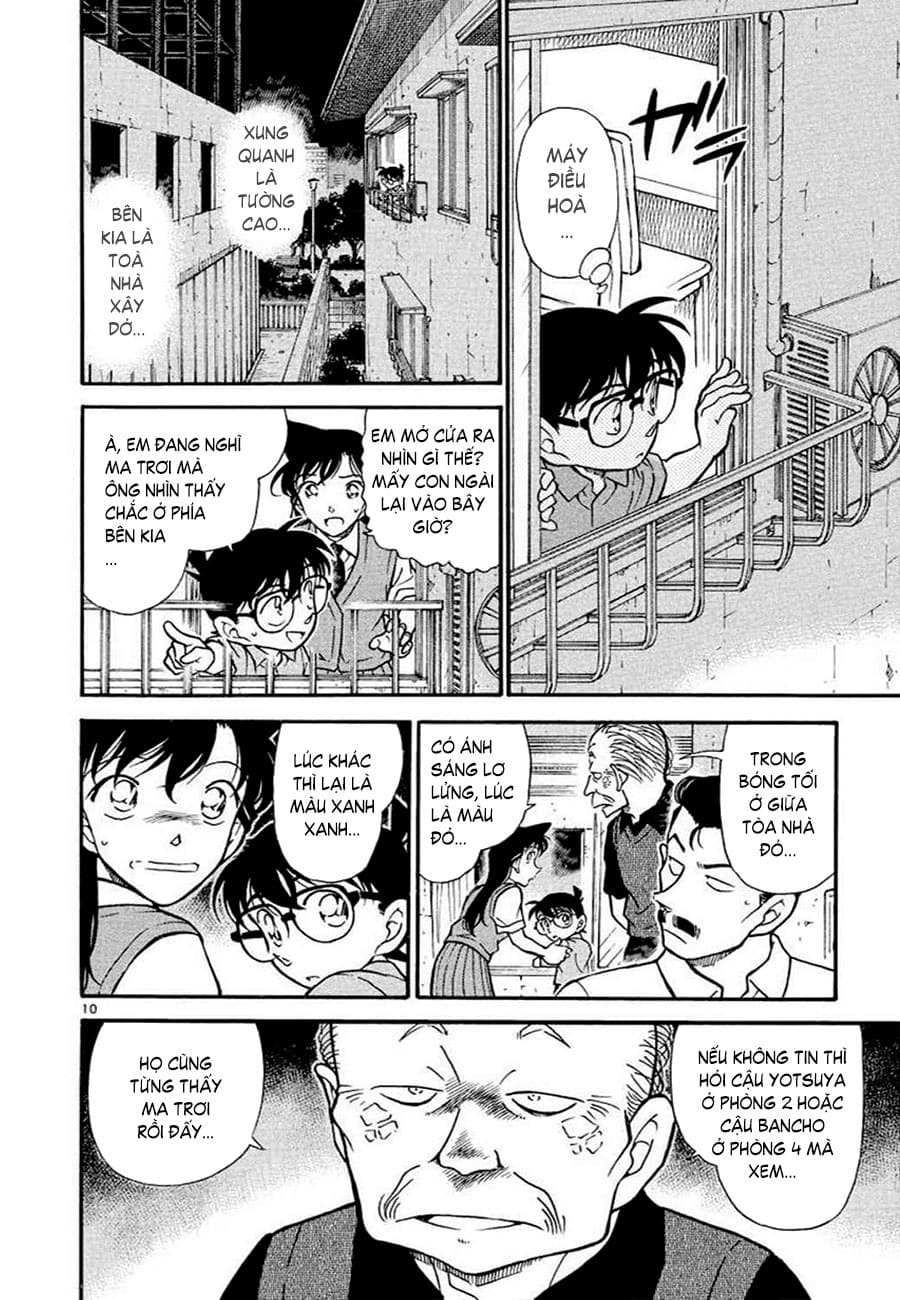 ガラッ
MÁY
ĐIỀU
HOÀ
...
XUNG
QUANH
LÀ
TƯỜNG
CAO...
BÊN
KIA LÀ
TOÀ
NHÀ
XÂY
DỞ...
EM MỞ CỬA RA
NHÌN GÌ THẾ?
MẤY CON NGÀI
LẠI VÀO BÂY
GIỜ?
À, EM ĐANG NGHĨ
MA TRƠI MÀ
ÔNG NHÌN THẤY
CHẮC Ở PHÍA
BÊN KIA
...
TRONG
BÓNG TỐI
Ở GIỮA
TÒA NHÀ
ĐÓ...
CÓ ÁNH
SÁNG LƠ
LỬNG, LÚC
LÀ MÀU
ĐỎ...
LÚC KHÁC
THÌ LẠI LÀ
MÀU XANH
XANH...
10
NẾU KHÔNG TIN THÌ
HỎI CẬU YOTSUYA
Ở PHÒNG 2 HOẶC
CẬU BANCHO
Ở PHÒNG 4 MÀ
XEM...
HỌ CŨNG
TỪNG THẤY
MA TRƠI
RỒI ĐẤY...